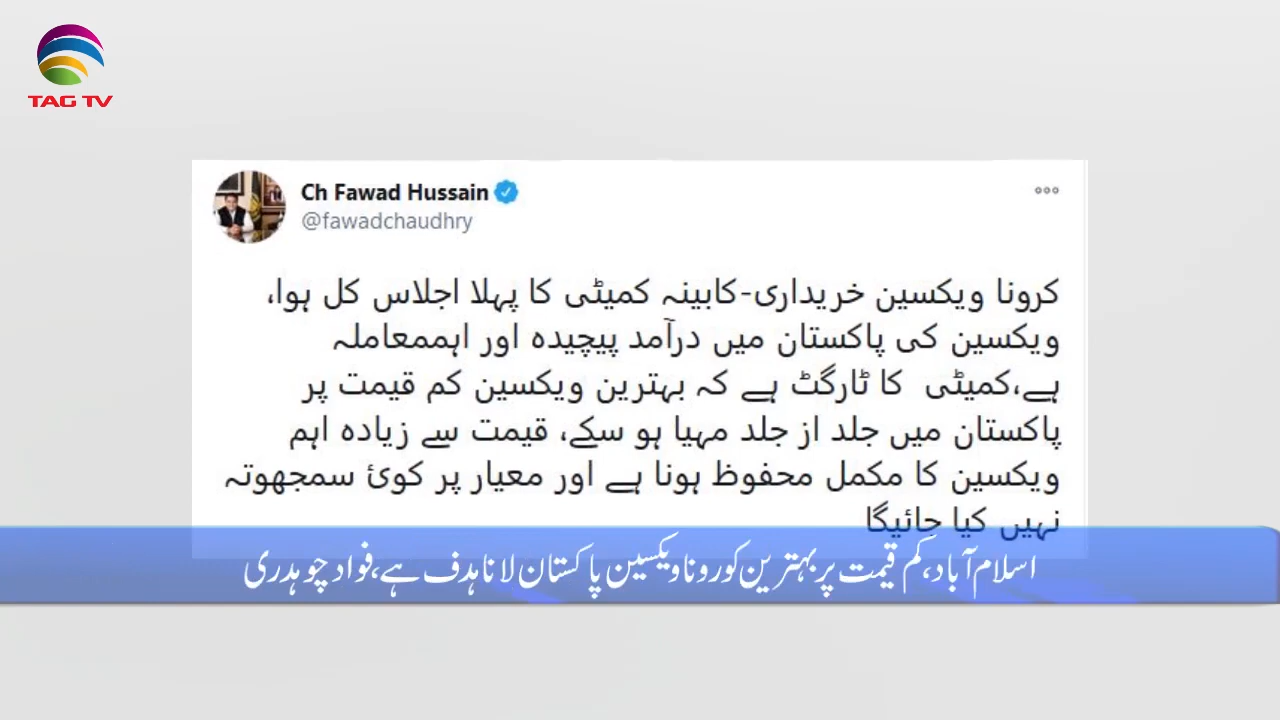 TAG TV
Ch Fawad Hussain
@fawadchaudhry
کرونا ویکسین خریداری-کابینہ کمیٹی کا پہلا اجلاس کل ہوا،
ویکسین کی پاکستان میں درآمد پیچیدہ اور اہممعاملہ
ہے،کمیٹی کا ٹارگٹ ہے کہ بہترین ویکسین کم قیمت پر
پاکستان میں جلد از جلد مہیا ہو سکے، قیمت سے زیادہ اہم
ویکسین کا مکمل محفوظ ہونا ہے اور معیار پر کوئ سمجھوتہ
نہیں کیا جائیگا
اسلام آباد، کم قیمت پر بہترین کورونا ویکسین پاکستان لانا ہدف ہے، فواد چوہدری